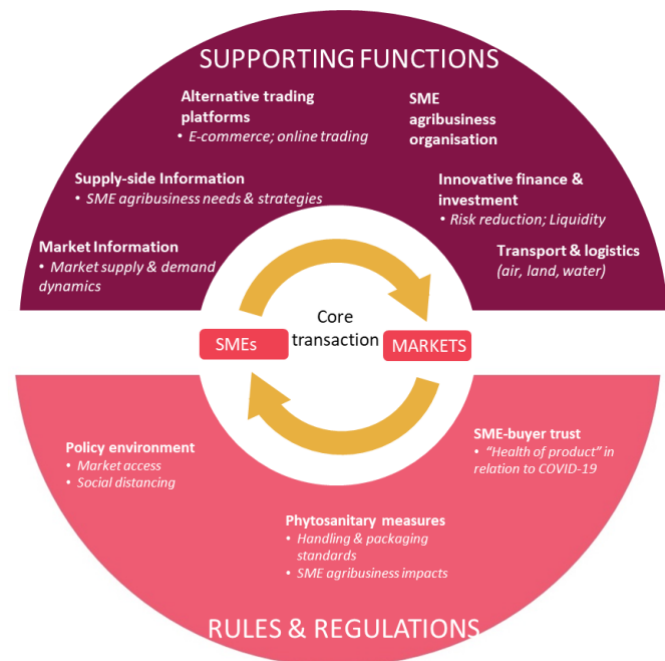 SUPPORTING FUNCTIONS
Alternative trading
platforms
• E-commerce; online trading
SME
agribusiness
organisation
Supply-side Information
• SME agribusiness needs & strategies
Innovative finance &
investment
• Risk reduction; Liquidity
Market Information
• Market supply & demand
dynamics
Transport & logistics
(air, land, water)
Core
transaction
SMEs
MARKETS
Policy environment
• Market access
• Social distancing
SME-buyer trust
• “Health of product” in
relation to COVID-19
Phytosanitary measures
• Handling & packaging
standards
• SME agribusiness impacts
RULES & REGULATIONS